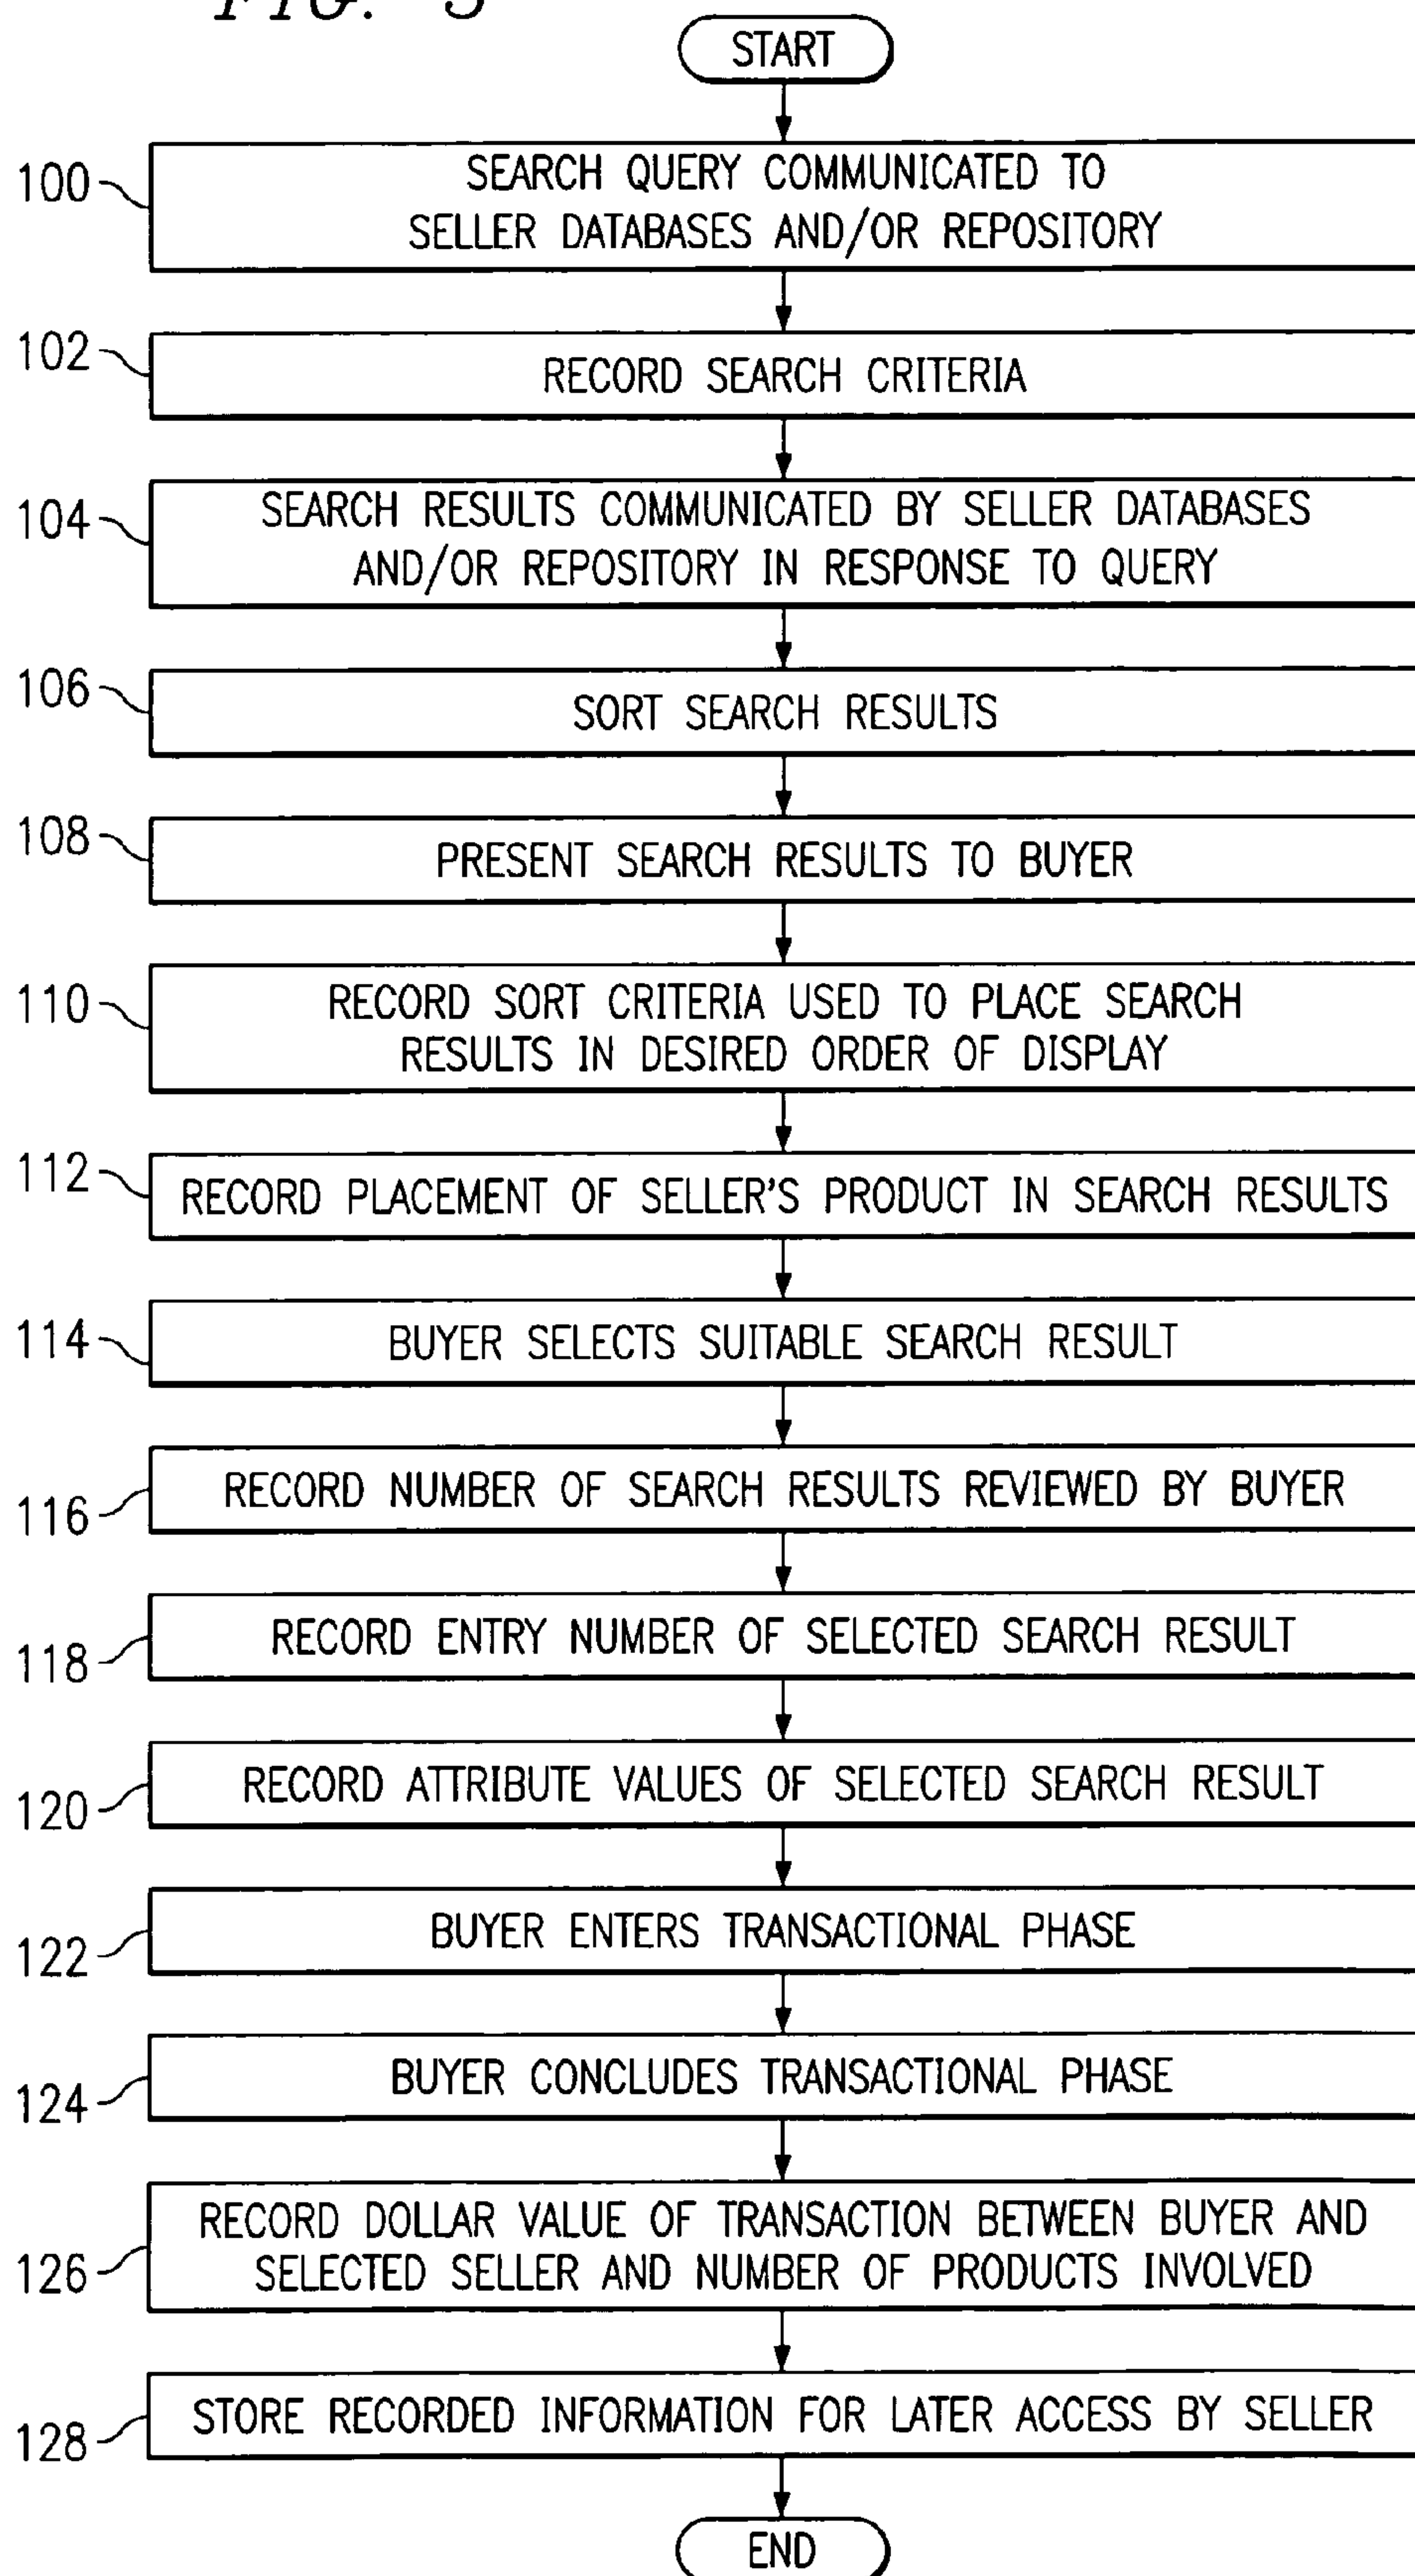 FIG. 3
START
100
SEARCH QUERY COMMUNICATED TO
SELLER DATABASES AND/OR REPOSITORY
102
RECORD SEARCH CRITERIA
104
SEARCH RESULTS COMMUNICATED BY SELLER DATABASES
AND/OR REPOSITORY IN RESPONSE TO QUERY
106
SORT SEARCH RESULTS
108
PRESENT SEARCH RESULTS TO BUYER
110
RECORD SORT CRITERIA USED TO PLACE SEARCH
RESULTS IN DESIRED ORDER OF DISPLAY
112
RECORD PLACEMENT OF SELLER'S PRODUCT IN SEARCH RESULTS
114
BUYER SELECTS SUITABLE SEARCH RESULT
116
RECORD NUMBER OF SEARCH RESULTS REVIEWED BY BUYER
118
RECORD ENTRY NUMBER OF SELECTED SEARCH RESULT
120
RECORD ATTRIBUTE VALUES OF SELECTED SEARCH RESULT
122
BUYER ENTERS TRANSACTIONAL PHASE
124
BUYER CONCLUDES TRANSACTIONAL PHASE
126
RECORD DOLLAR VALUE OF TRANSACTION BETWEEN BUYER AND
SELECTED SELLER AND NUMBER OF PRODUCTS INVOLVED
128
STORE RECORDED INFORMATION FOR LATER ACCESS BY SELLER
END